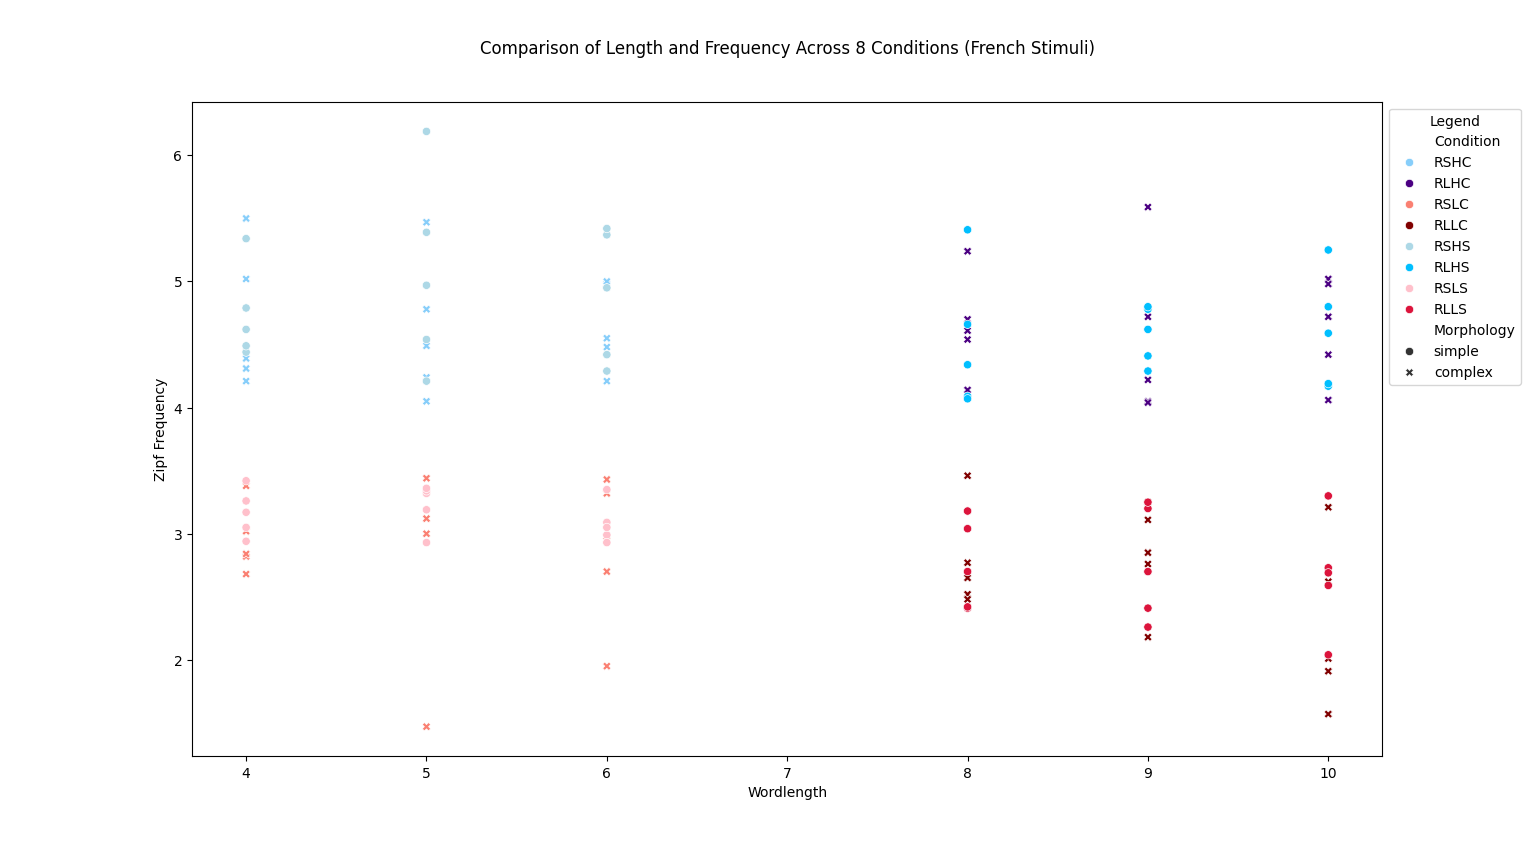 Comparison of Length and Frequency Across 8 Conditions (French Stimuli)
Legend
Condition
RSHC
RLHC
RSLC
RLLC
RSHS
RLHS
RSLS
RLLS
Morphology
simple
complex
Zipf Frequency
6
5
4
3
2
4 5 6 7 8 9 10
Wordlength